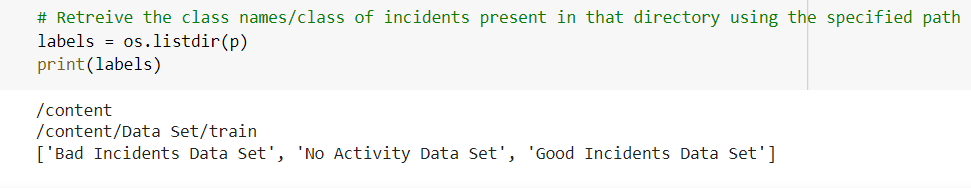 # Retreive the class names/class of incidents present in that directory using the specified path
labels = os.listdir(p)
print(labels)
/content
/content/Data Set/train
['Bad Incidents Data Set', 'No Activity Data Set', 'Good Incidents Data Set']